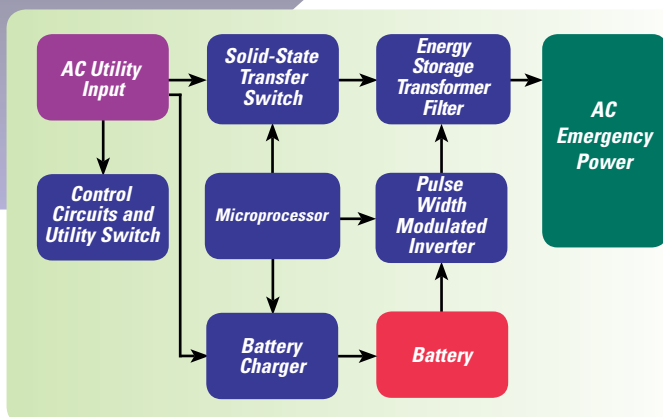 AC Utility
Input
Solid-State
Transfer
Switch
Energy
Storage
Transformer
Filter
AC
Emergency
Power
Control
Circuits and
Utility Switch
Microprocessor
Pulse
Width
Modulated
Inverter
Battery
Charger
Battery